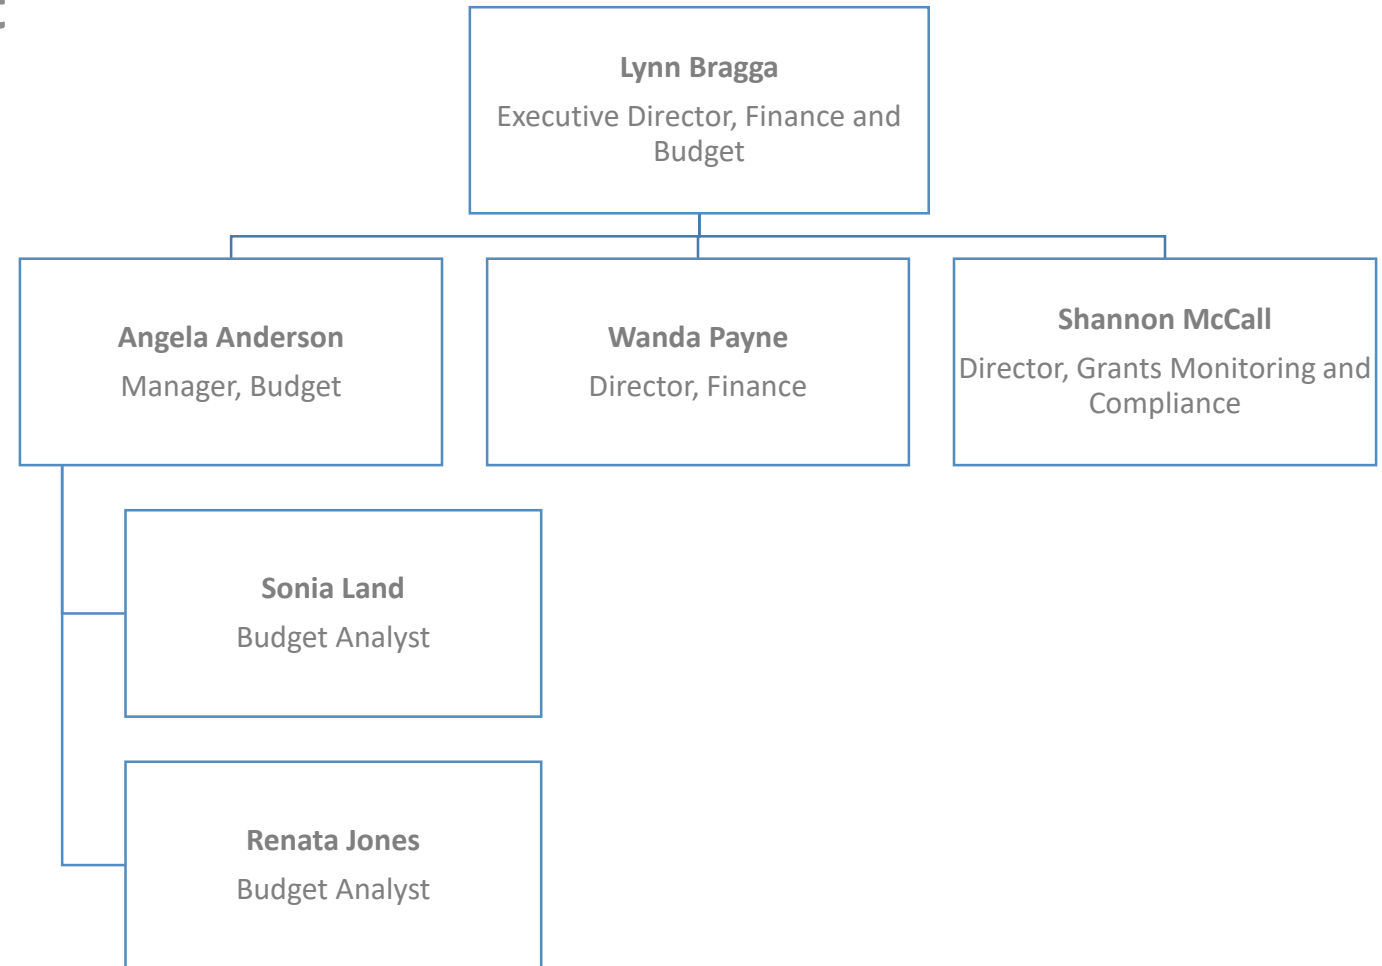 Lynn Bragga
Executive Director, Finance and
Budget
Angela Anderson
Manager, Budget
Wanda Payne
Director, Finance
Shannon McCall
Director, Grants Monitoring and
Compliance
Sonia Land
Budget Analyst
Renata Jones
Budget Analyst